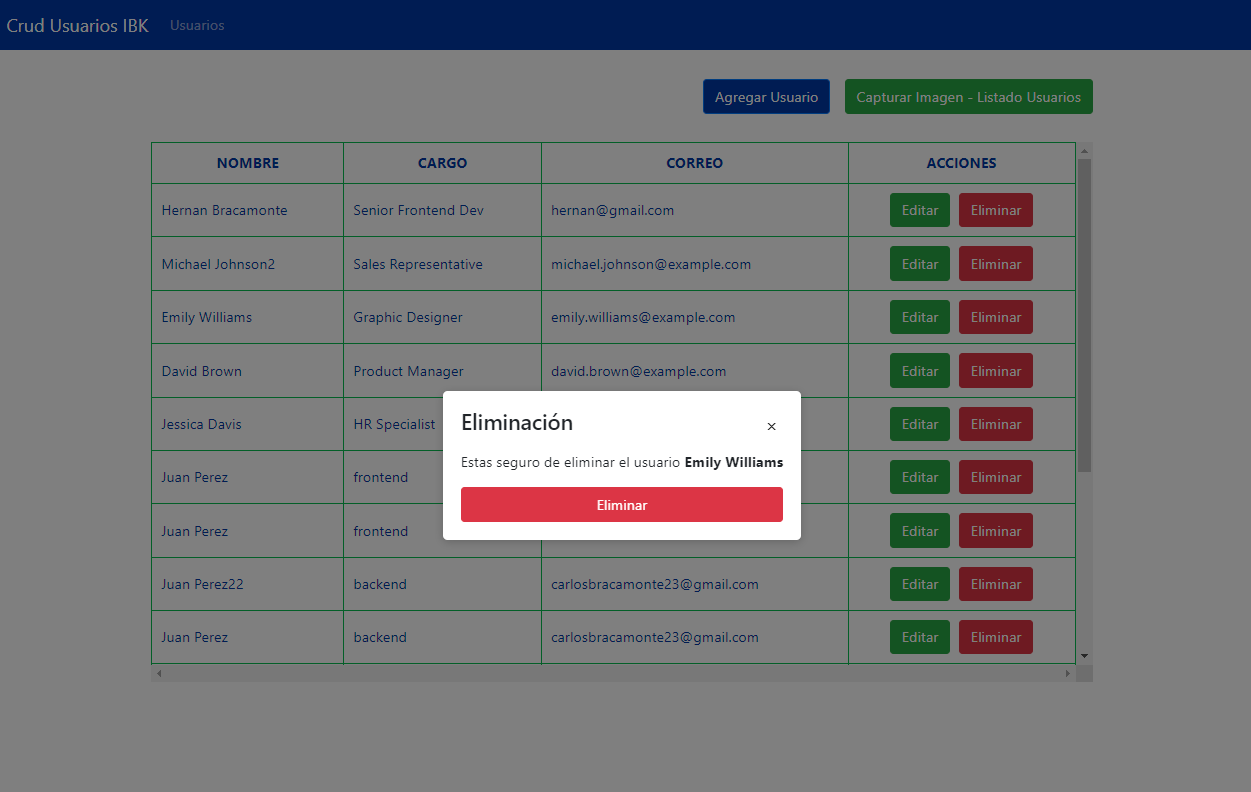 Crud Usuarios IBK Usuarios
Agregar Usuario Capturar Imagen - Listado Usuarios
NOMBRE CARGO CORREO ACCIONES
Hernan Bracamonte Senior Frontend Dev hernan@gmail.com Editar Eliminar
Michael Johnson2 Sales Representative michael.johnson@example.com Editar Eliminar
Emily Williams Graphic Designer emily.williams@example.com Editar Eliminar
David Brown Product Manager david.brown@example.com Editar Eliminar
Jessica Davis HR Specialist Editar Eliminar
Juan Perez frontend Editar Eliminar
Juan Perez frontend Editar Eliminar
Juan Perez22 backend carlosbracamonte23@gmail.com Editar Eliminar
Juan Perez backend carlosbracamonte23@gmail.com Editar Eliminar
Eliminación ×
Estas seguro de eliminar el usuario Emily Williams
Eliminar